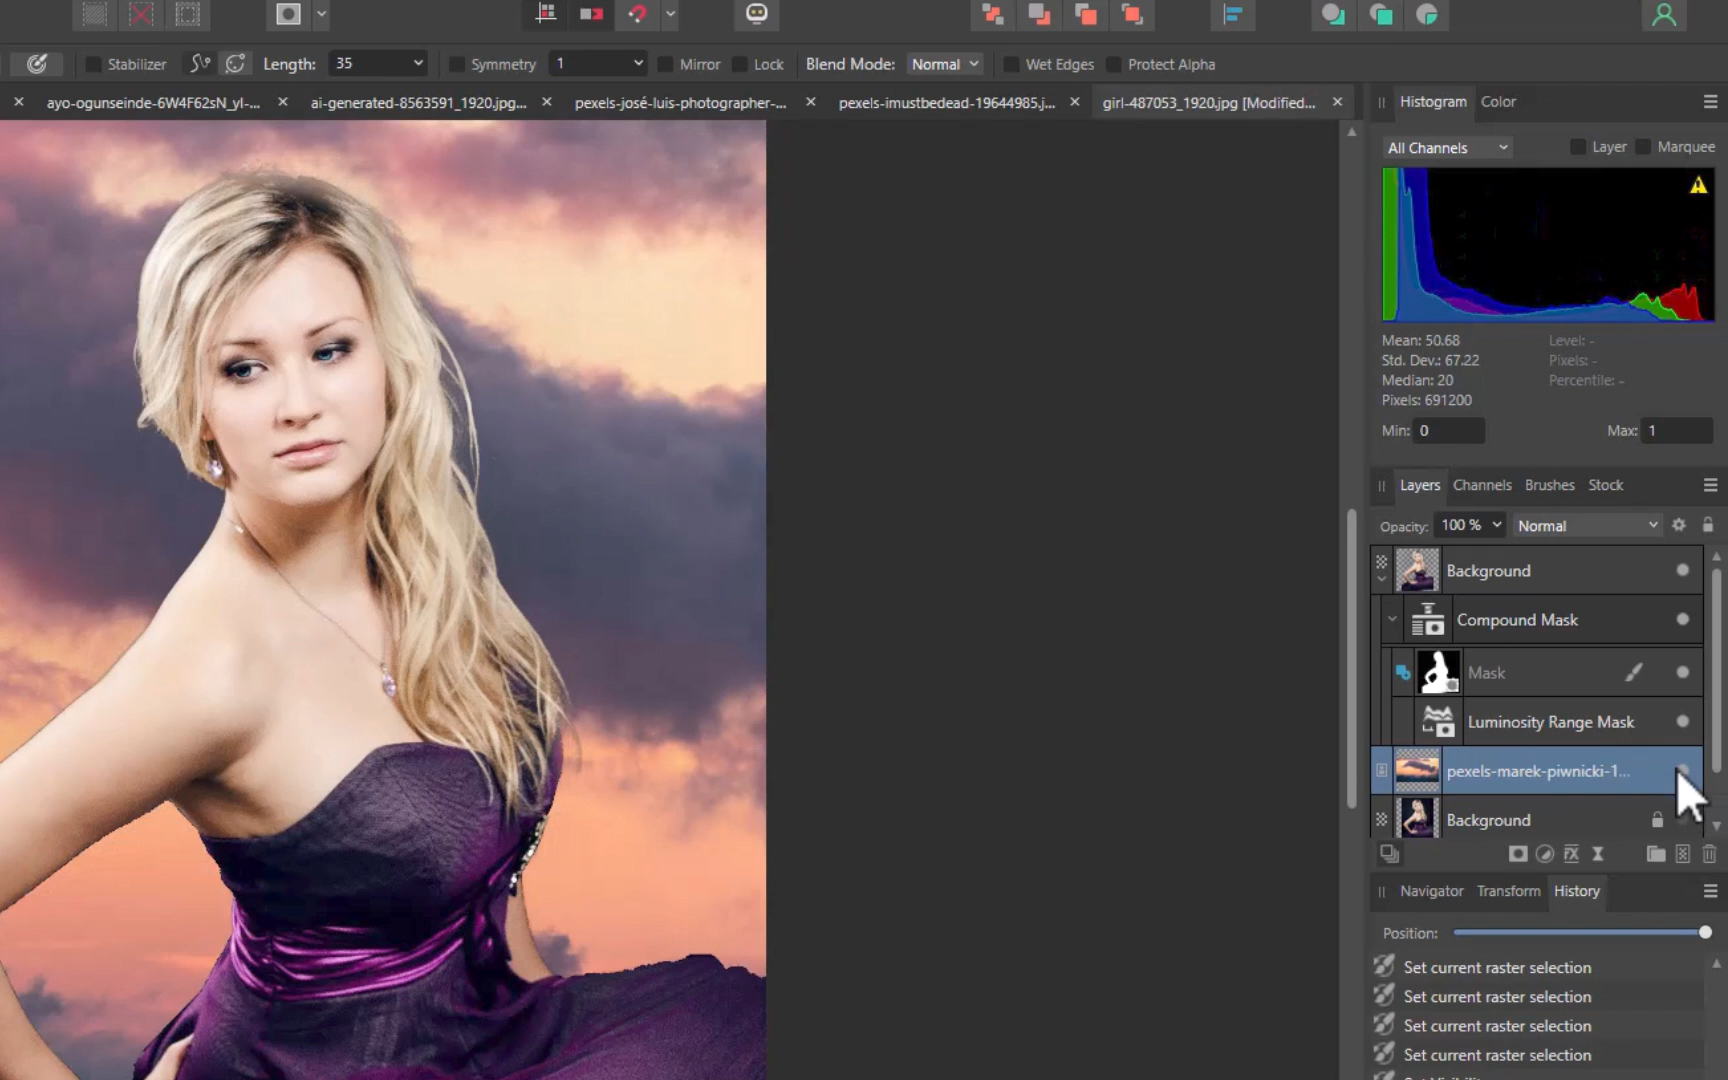 Stabilizer Length: 35 Symmetry 1 Mirror Lock Blend Mode: Normal Wet Edges Protect Alpha
ayo-ogunseinde-6W4F62sN_yI-... ai-generated-8563591_1920.jpg... pexels-josé-luis-photographer-... pexels-imustbedead-19644985.j... girl-487053_1920.jpg [Modified...
Histogram Color
All Channels Layer Marquee
Mean: 50.68 Level: -
Std. Dev.: 67.22 Pixels: -
Median: 20 Percentile: -
Pixels: 691200
Min: 0 Max: 1
Layers Channels Brushes Stock
Opacity: 100 % Normal
Background
Compound Mask
Mask
Luminosity Range Mask
pexels-marek-piwnicki-1...
Background
Navigator Transform History
Position:
Set current raster selection
Set current raster selection
Set current raster selection
Set current raster selection